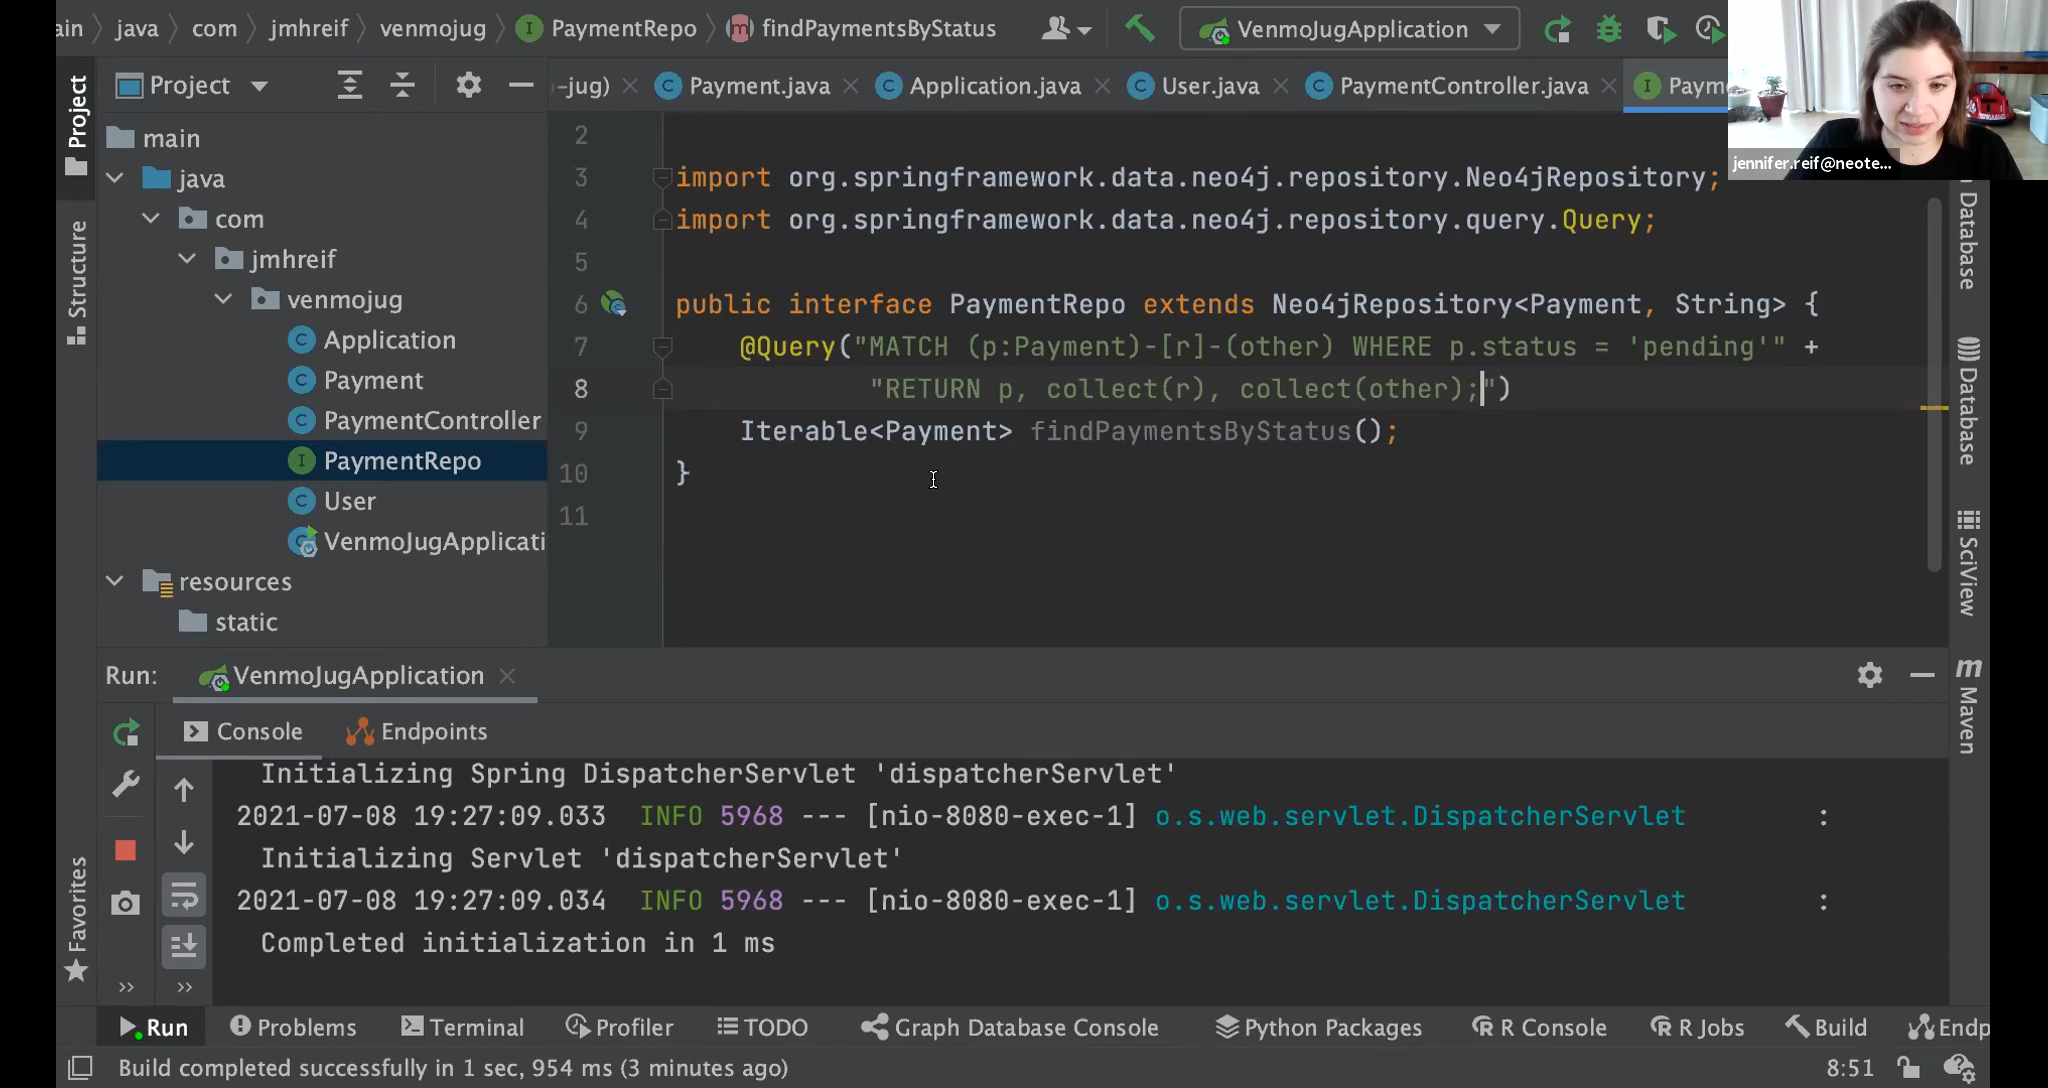 ain > java > com > jmhreif > venmojug > PaymentRepo > findPaymentsByStatus
VenmoJugApplication
Project
-jug)
Payment.java
Application.java
User.java
PaymentController.java
Paym
jennifer.reif@neote...
Project
Structure
Favorites
main
java
com
jmhreif
venmojug
Application
Payment
PaymentController
PaymentRepo
User
VenmoJugApplicati
resources
static
2
3 import org.springframework.data.neo4j.repository.Neo4jRepository;
4 import org.springframework.data.neo4j.repository.query.Query;
5
6 public interface PaymentRepo extends Neo4jRepository<Payment, String> {
7 @Query("MATCH (p:Payment)-[r]-(other) WHERE p.status = 'pending'" +
8 "RETURN p, collect(r), collect(other);")
9 Iterable<Payment> findPaymentsByStatus();
10 }
11
Database
Database
SciView
Maven
Run:
VenmoJugApplication
Console
Endpoints
Initializing Spring DispatcherServlet 'dispatcherServlet'
2021-07-08 19:27:09.033 INFO 5968 --- [nio-8080-exec-1] o.s.web.servlet.DispatcherServlet :
Initializing Servlet 'dispatcherServlet'
2021-07-08 19:27:09.034 INFO 5968 --- [nio-8080-exec-1] o.s.web.servlet.DispatcherServlet :
Completed initialization in 1 ms
Run
Problems
Terminal
Profiler
TODO
Graph Database Console
Python Packages
R Console
R Jobs
Build
Endp
Build completed successfully in 1 sec, 954 ms (3 minutes ago)
8:51